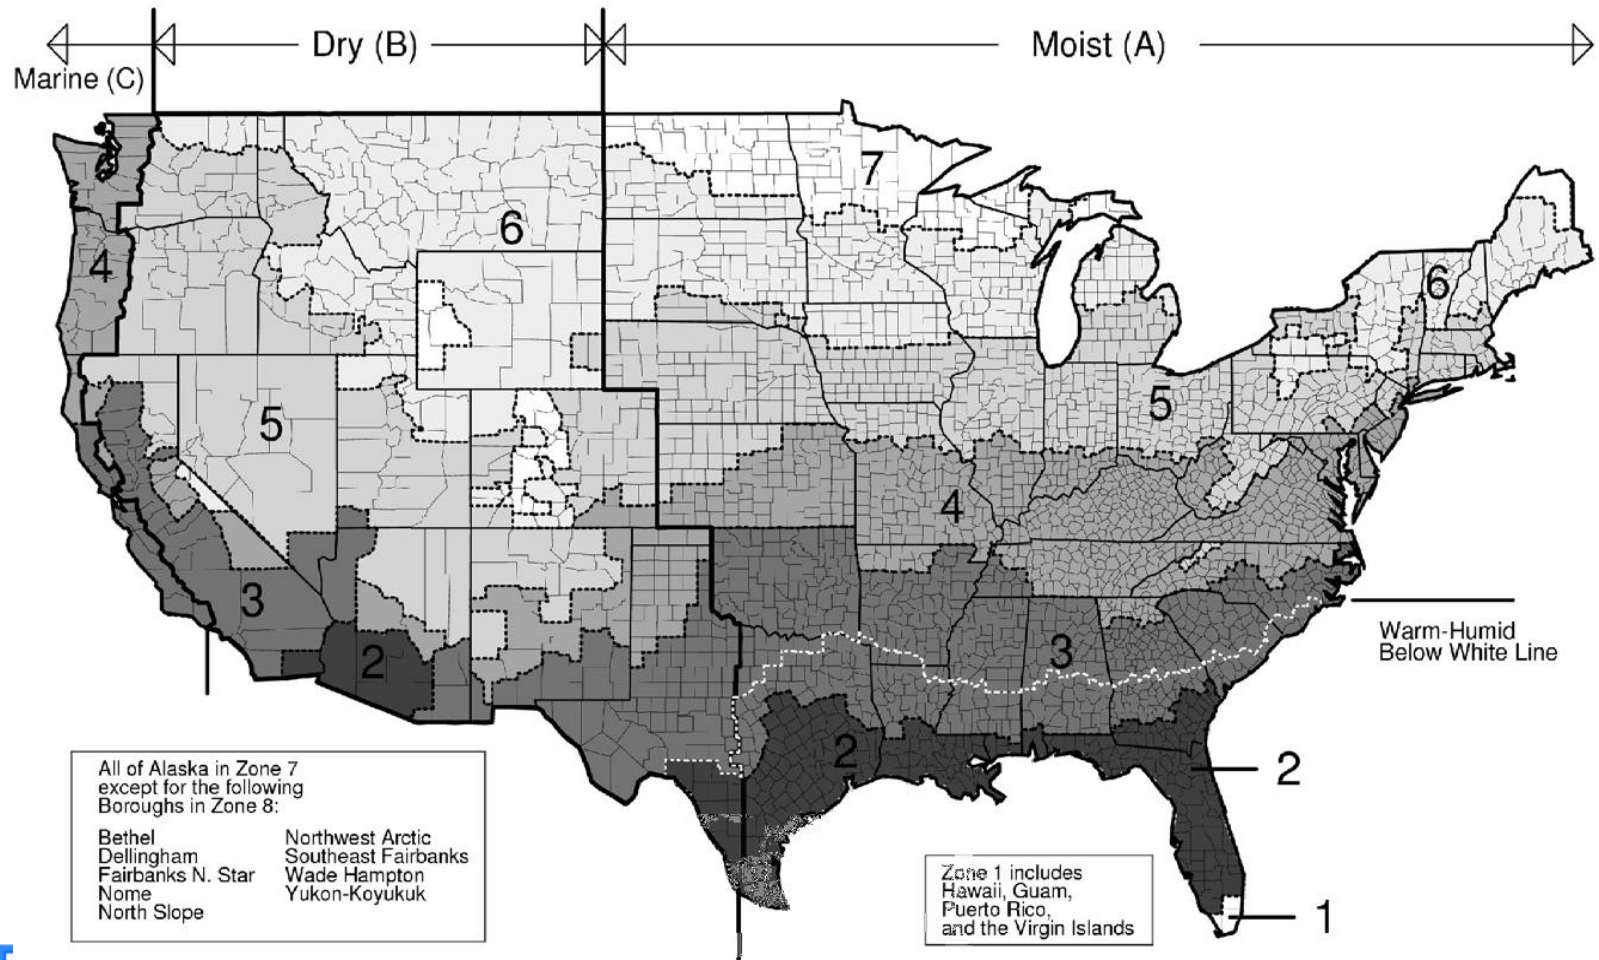 Marine (C)
Dry (B)
Moist (A)
7
6
6
4
5
5
4
3
3
2
2
2
1
Warm-Humid
Below White Line
All of Alaska in Zone 7
except for the following
Boroughs in Zone 8:
Bethel
Dellingham
Fairbanks N. Star
Nome
North Slope
Northwest Arctic
Southeast Fairbanks
Wade Hampton
Yukon-Koyukuk
Zone 1 includes
Hawaii, Guam,
Puerto Rico,
and the Virgin Islands